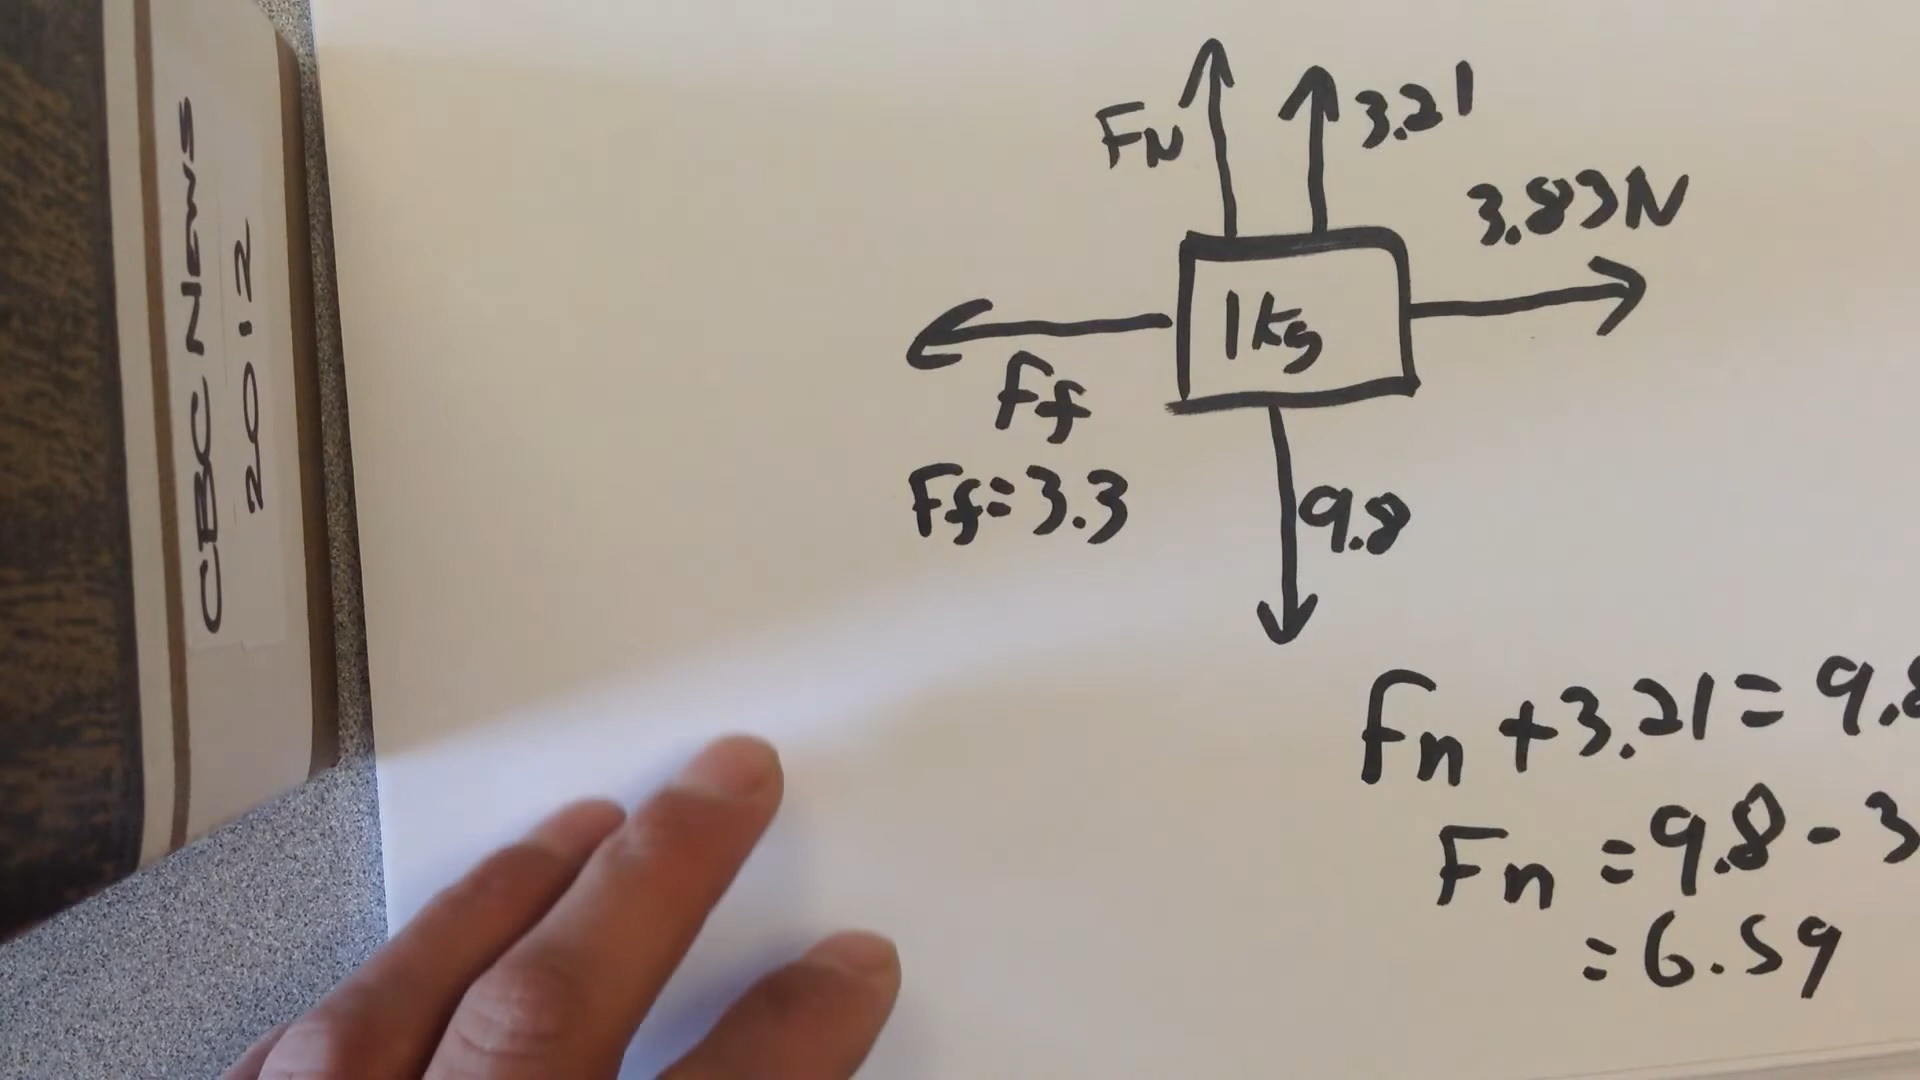 CBC News
2012
FN
3.21
3.83N
1kg
Ff
Ff=3.3
9.8
Fn +3.21=9.8
Fn =9.8-3
=6.59